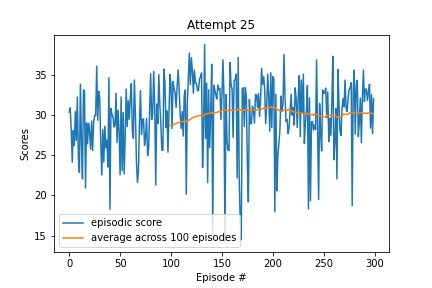 Attempt 25
Scores
35
30
25
20
15
episodic score
average across 100 episodes
0 50 100 150 200 250 300
Episode #